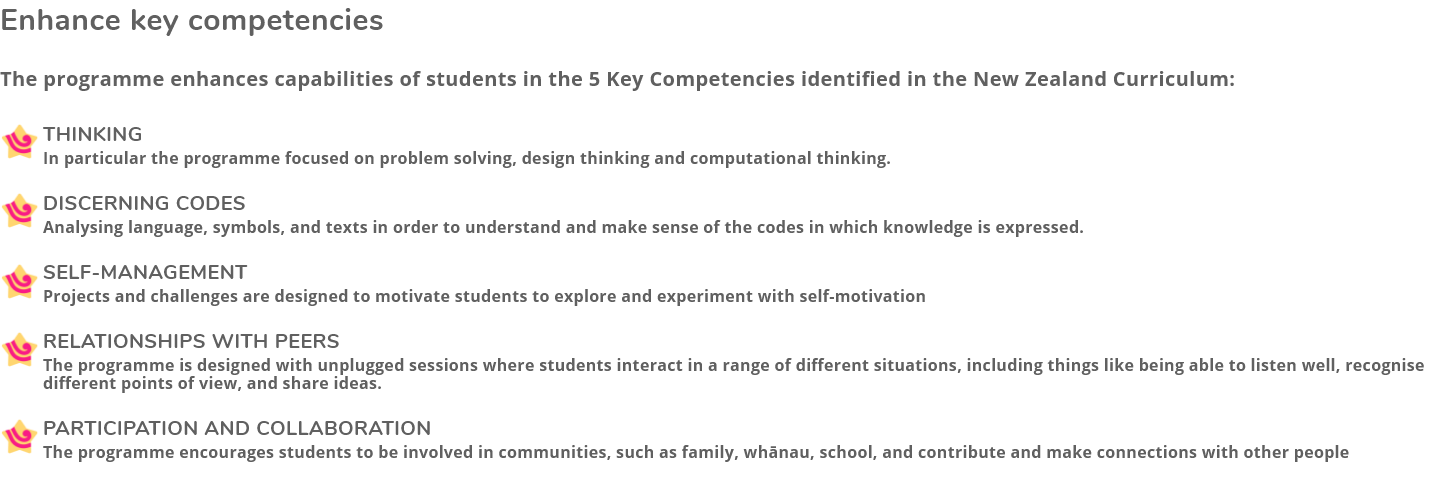 Enhance key competencies
The programme enhances capabilities of students in the 5 Key Competencies identified in the New Zealand Curriculum:
THINKING
In particular the programme focused on problem solving, design thinking and computational thinking.
DISCERNING CODES
Analysing language, symbols, and texts in order to understand and make sense of the codes in which knowledge is expressed.
SELF-MANAGEMENT
Projects and challenges are designed to motivate students to explore and experiment with self-motivation
RELATIONSHIPS WITH PEERS
The programme is designed with unplugged sessions where students interact in a range of different situations, including things like being able to listen well, recognise
different points of view, and share ideas.
PARTICIPATION AND COLLABORATION
The programme encourages students to be involved in communities, such as family, whānau, school, and contribute and make connections with other people